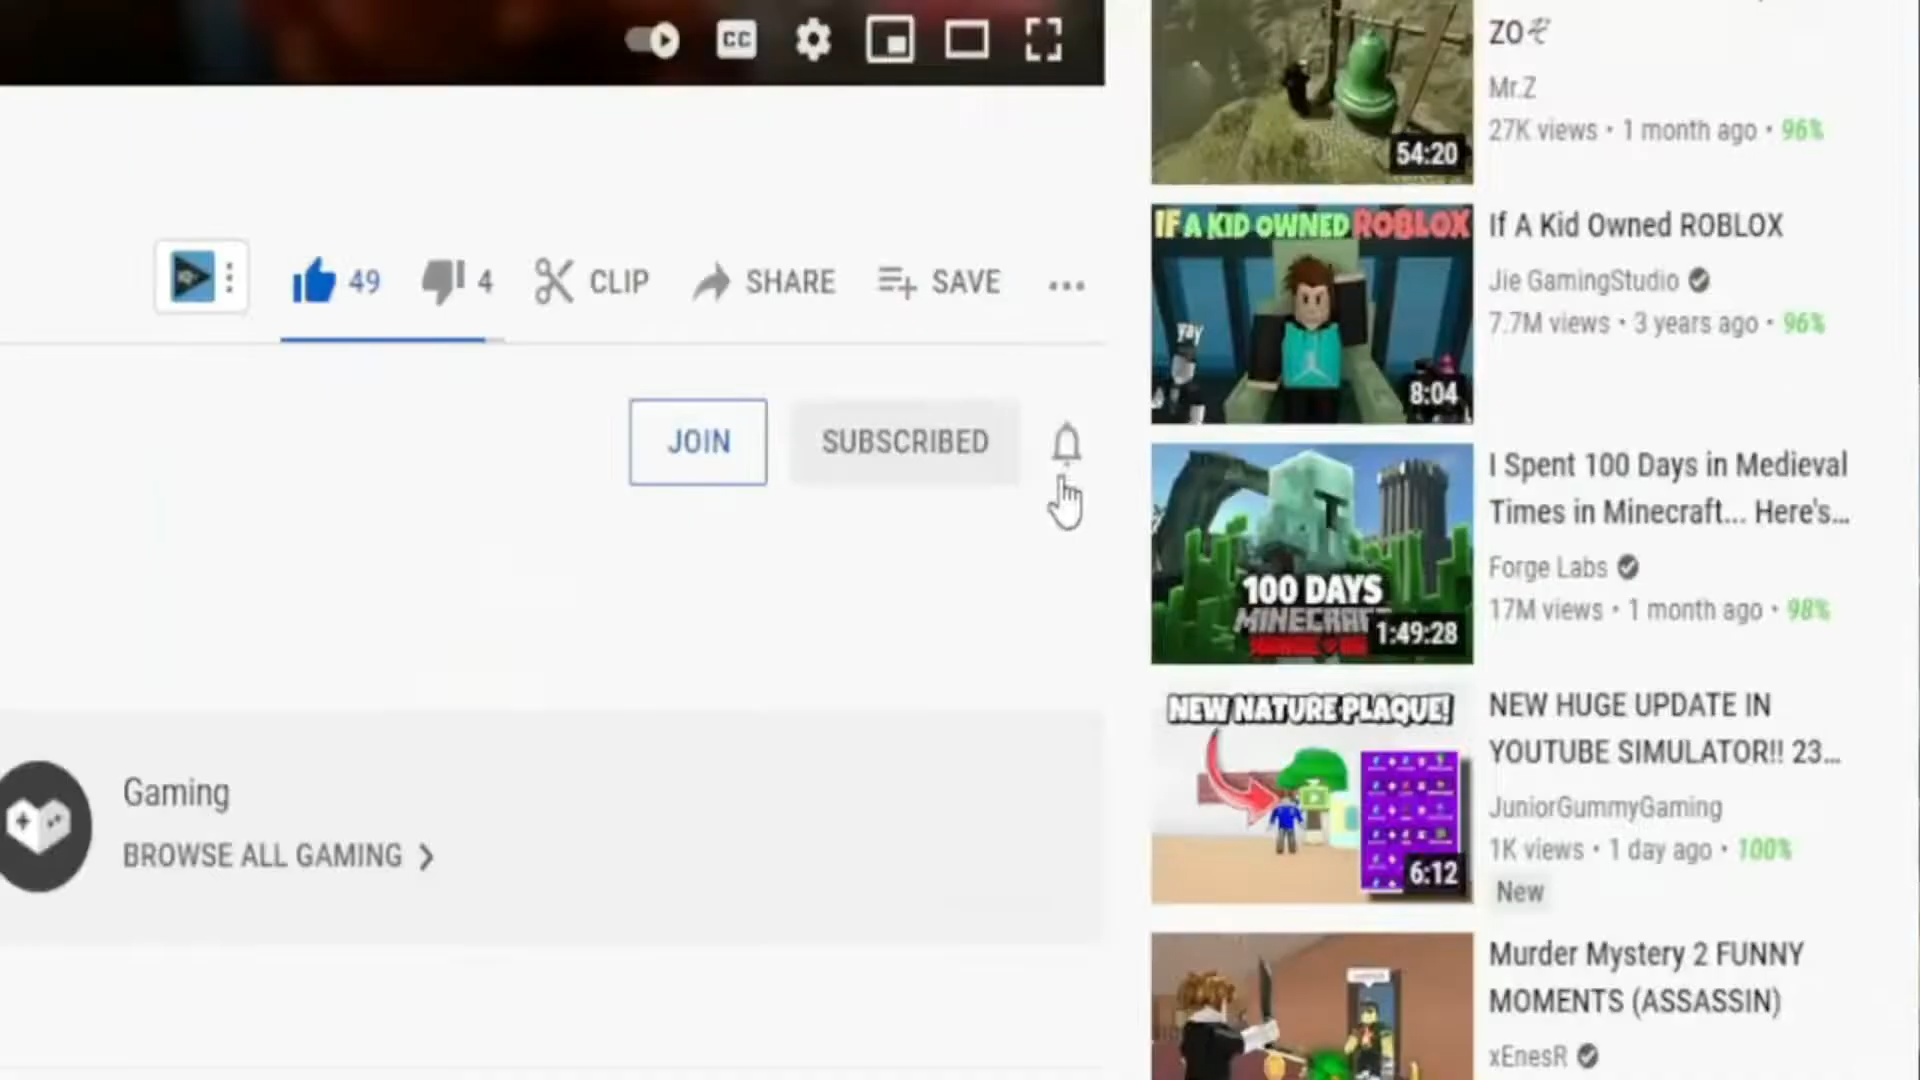 CC
ZOぞ
Mr.Z
27K views • 1 month ago • 96%
54:20
49
4
CLIP
SHARE
SAVE
JOIN
SUBSCRIBED
IF A KID OWNED ROBLOX
yay
8:04
If A Kid Owned ROBLOX
Jie GamingStudio
7.7M views • 3 years ago • 96%
100 DAYS
MINECRAFT
1:49:28
I Spent 100 Days in Medieval
Times in Minecraft... Here's...
Forge Labs
17M views • 1 month ago • 98%
Gaming
BROWSE ALL GAMING
NEW NATURE PLAQUE!
6:12
NEW HUGE UPDATE IN
YOUTUBE SIMULATOR!! 23...
JuniorGummyGaming
1K views • 1 day ago • 100%
New
Murder Mystery 2 FUNNY
MOMENTS (ASSASSIN)
xEnesR